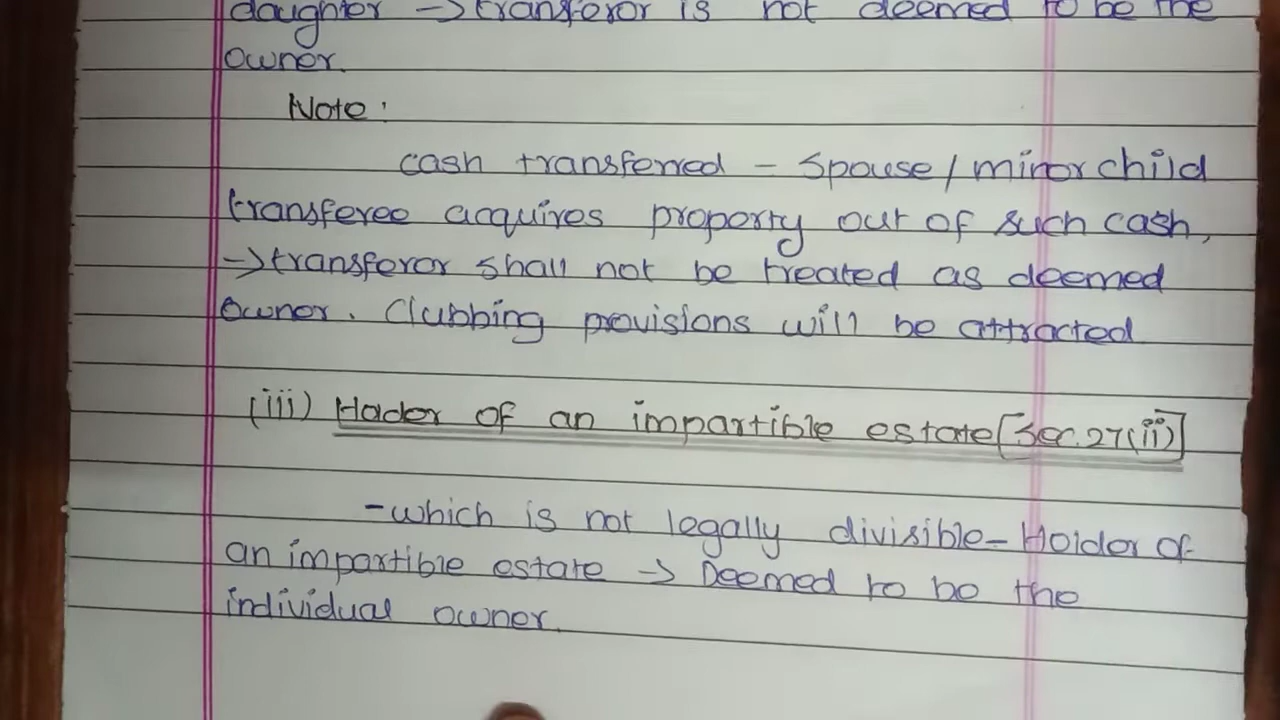 daughter → transferor is not deemed to be the
owner.
Note:
cash transferred - Spouse/minor child
transferee acquires property out of such cash,
→ transferor shall not be treated as deemed
owner. Clubbing provisions will be attracted
(iii) Hoder of an impartible estate [Sec.27(ii)]
-which is not legally divisible- Holder of
an impartible estate → Deemed to be the
individual owner.